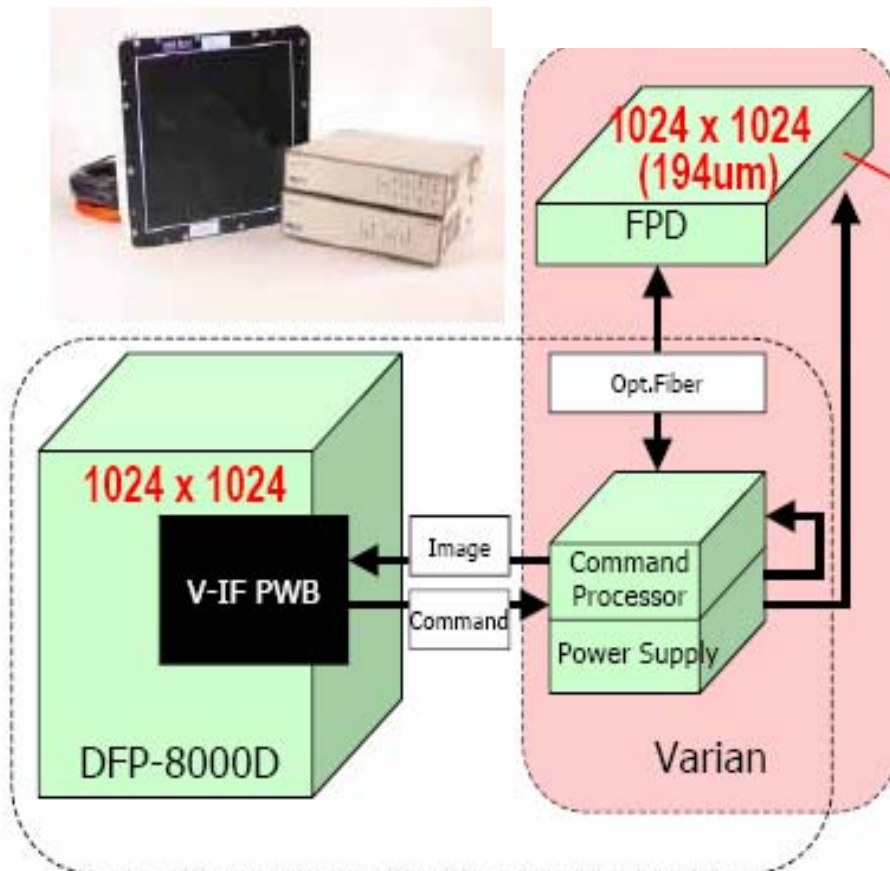 1024 x 1024
(194um)
FPD
Opt.Fiber
1024 x 1024
V-IF PWB
Image
Command
Command
Processor
Power Supply
DFP-8000D
Varian